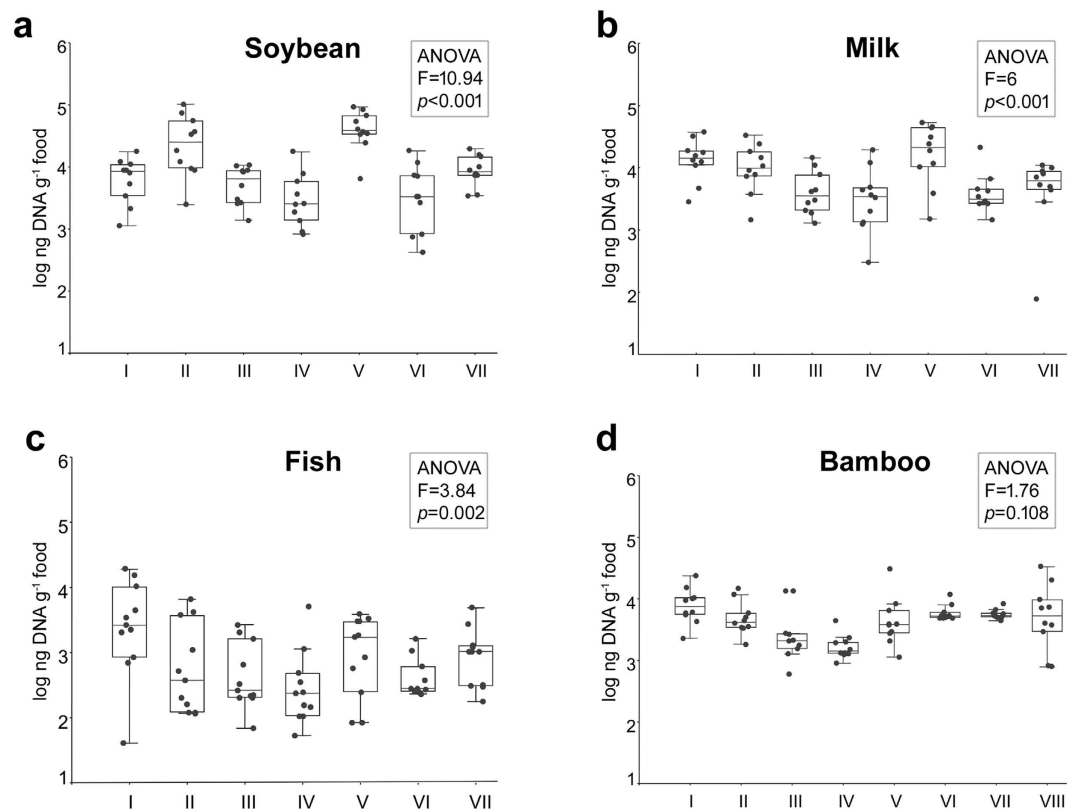 a
Soybean
ANOVA
F=10.94
p<0.001
log ng DNA g⁻¹ food
6
5
4
3
2
1
I II III IV V VI VII
b
Milk
ANOVA
F=6
p<0.001
log ng DNA g⁻¹ food
6
5
4
3
2
1
I II III IV V VI VII
c
Fish
ANOVA
F=3.84
p=0.002
log ng DNA g⁻¹ food
6
5
4
3
2
1
I II III IV V VI VII
d
Bamboo
ANOVA
F=1.76
p=0.108
log ng DNA g⁻¹ food
6
5
4
3
2
1
I II III IV V VI VII VIII